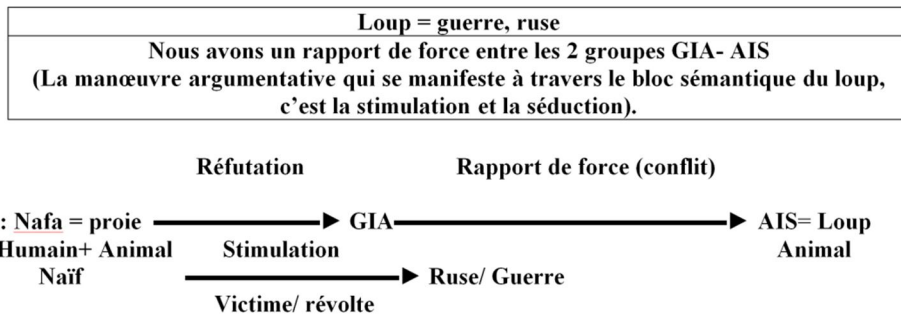 Loup = guerre, ruse
Nous avons un rapport de force entre les 2 groupes GIA- AIS
(La manœuvre argumentative qui se manifeste à travers le bloc sémantique du loup,
c’est la stimulation et la séduction).
Réfutation Rapport de force (conflit)
: Nafa = proie GIA AIS= Loup
Humain+ Animal Stimulation Animal
Naïf Ruse/ Guerre
Victime/ révolte